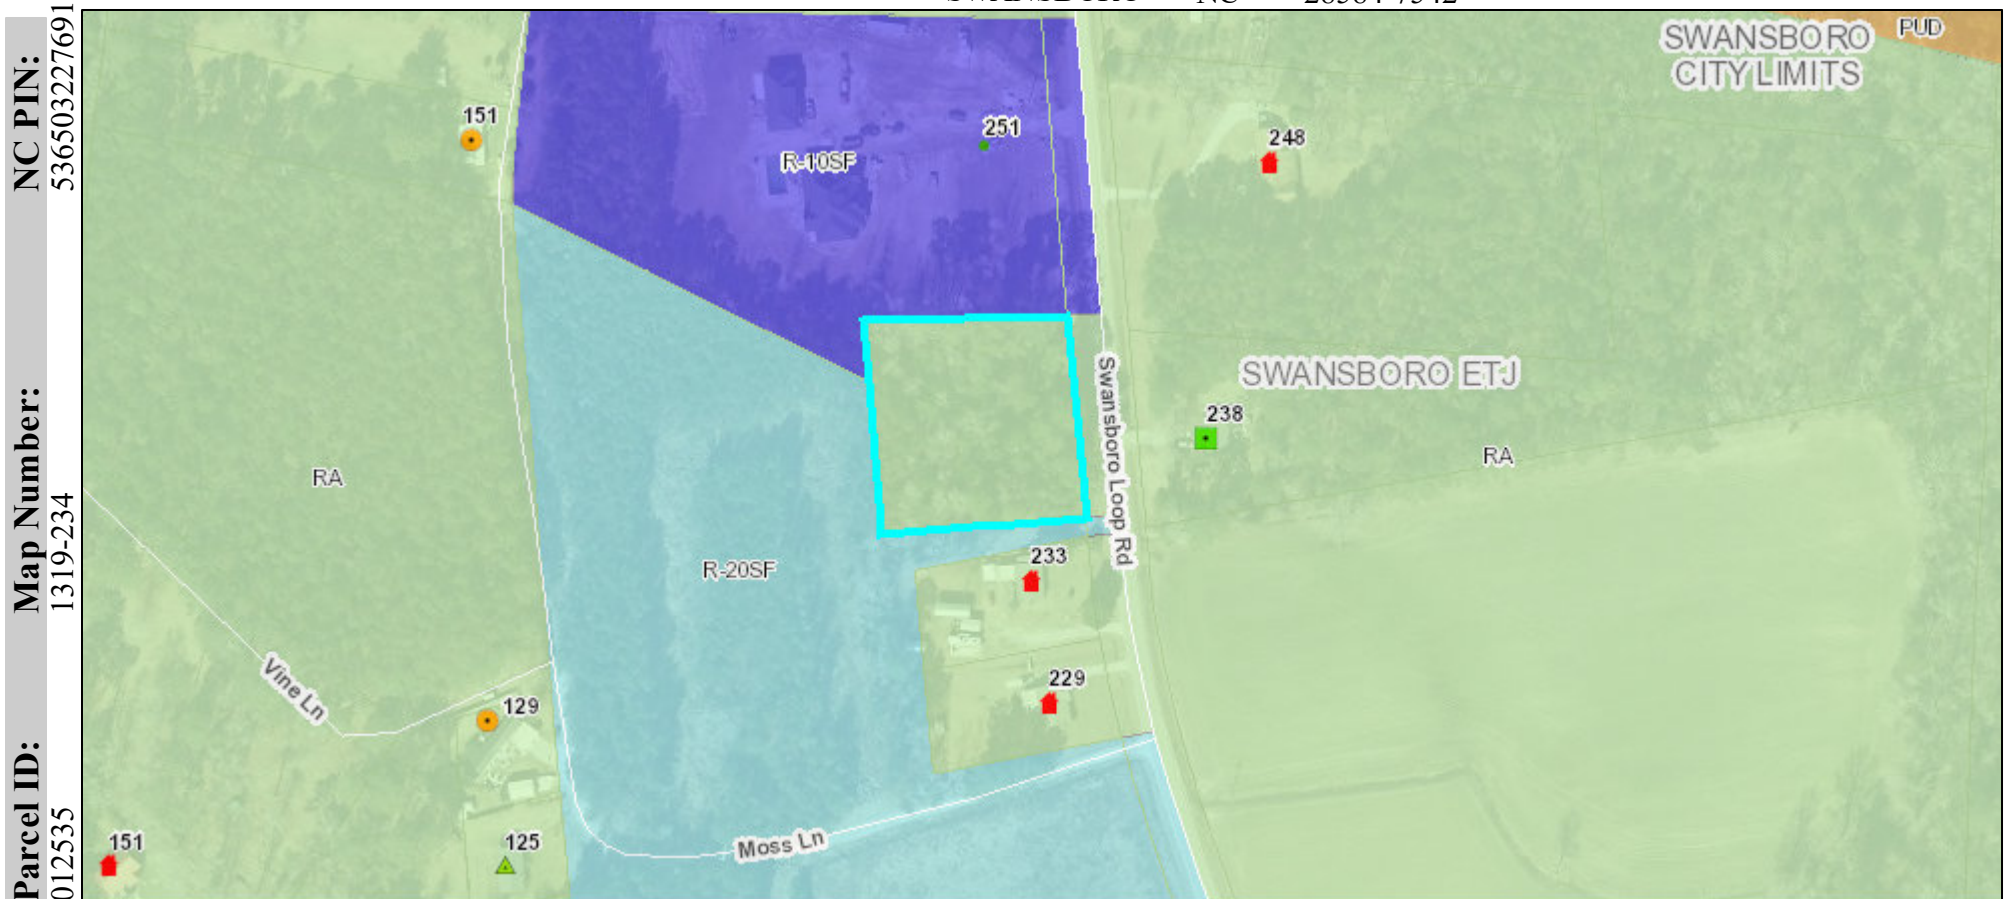 NC PIN:
536503227691
Map Number:
1319-234
Parcel ID:
012535
SWANSBORO
CITY LIMITS
PUD
151
251
248
R-10SF
SWANSBORO ETJ
238
RA
RA
Swansboro Loop Rd
R-20SF
233
229
Vine Ln
129
151
125
Moss Ln